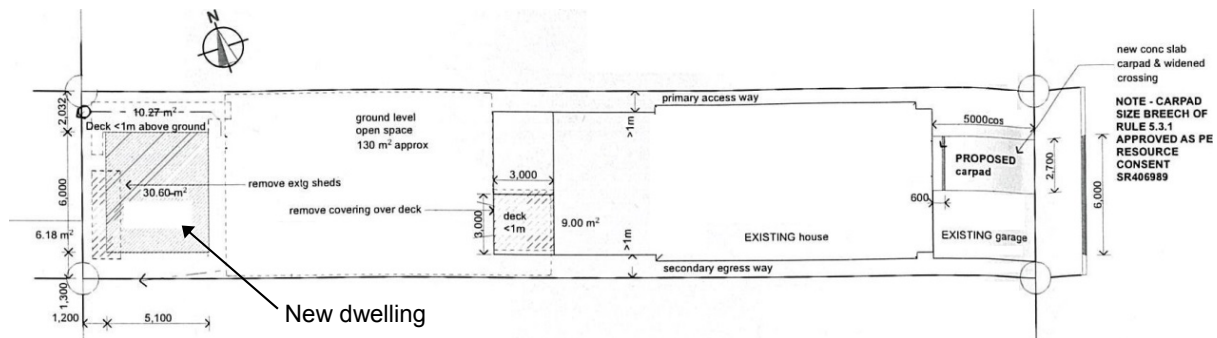 N
new conc slab
carpad & widened
crossing
NOTE - CARPAD
SIZE BREECH OF
RULE 5.3.1
APPROVED AS PE
RESOURCE
CONSENT
SR406989
primary access way
2,032
10.27 m²
Deck <1m above ground
ground level
open space
130 m² approx
>1m
5000cos
PROPOSED
carpad
2,700
6,000
600
3,000
remove extg sheds
6,000
30.60 m²
remove covering over deck
3,000
deck
<1m
9.00 m²
6.18 m²
EXISTING house
EXISTING garage
>1m
secondary egress way
1,300
1,200
5,100
New dwelling